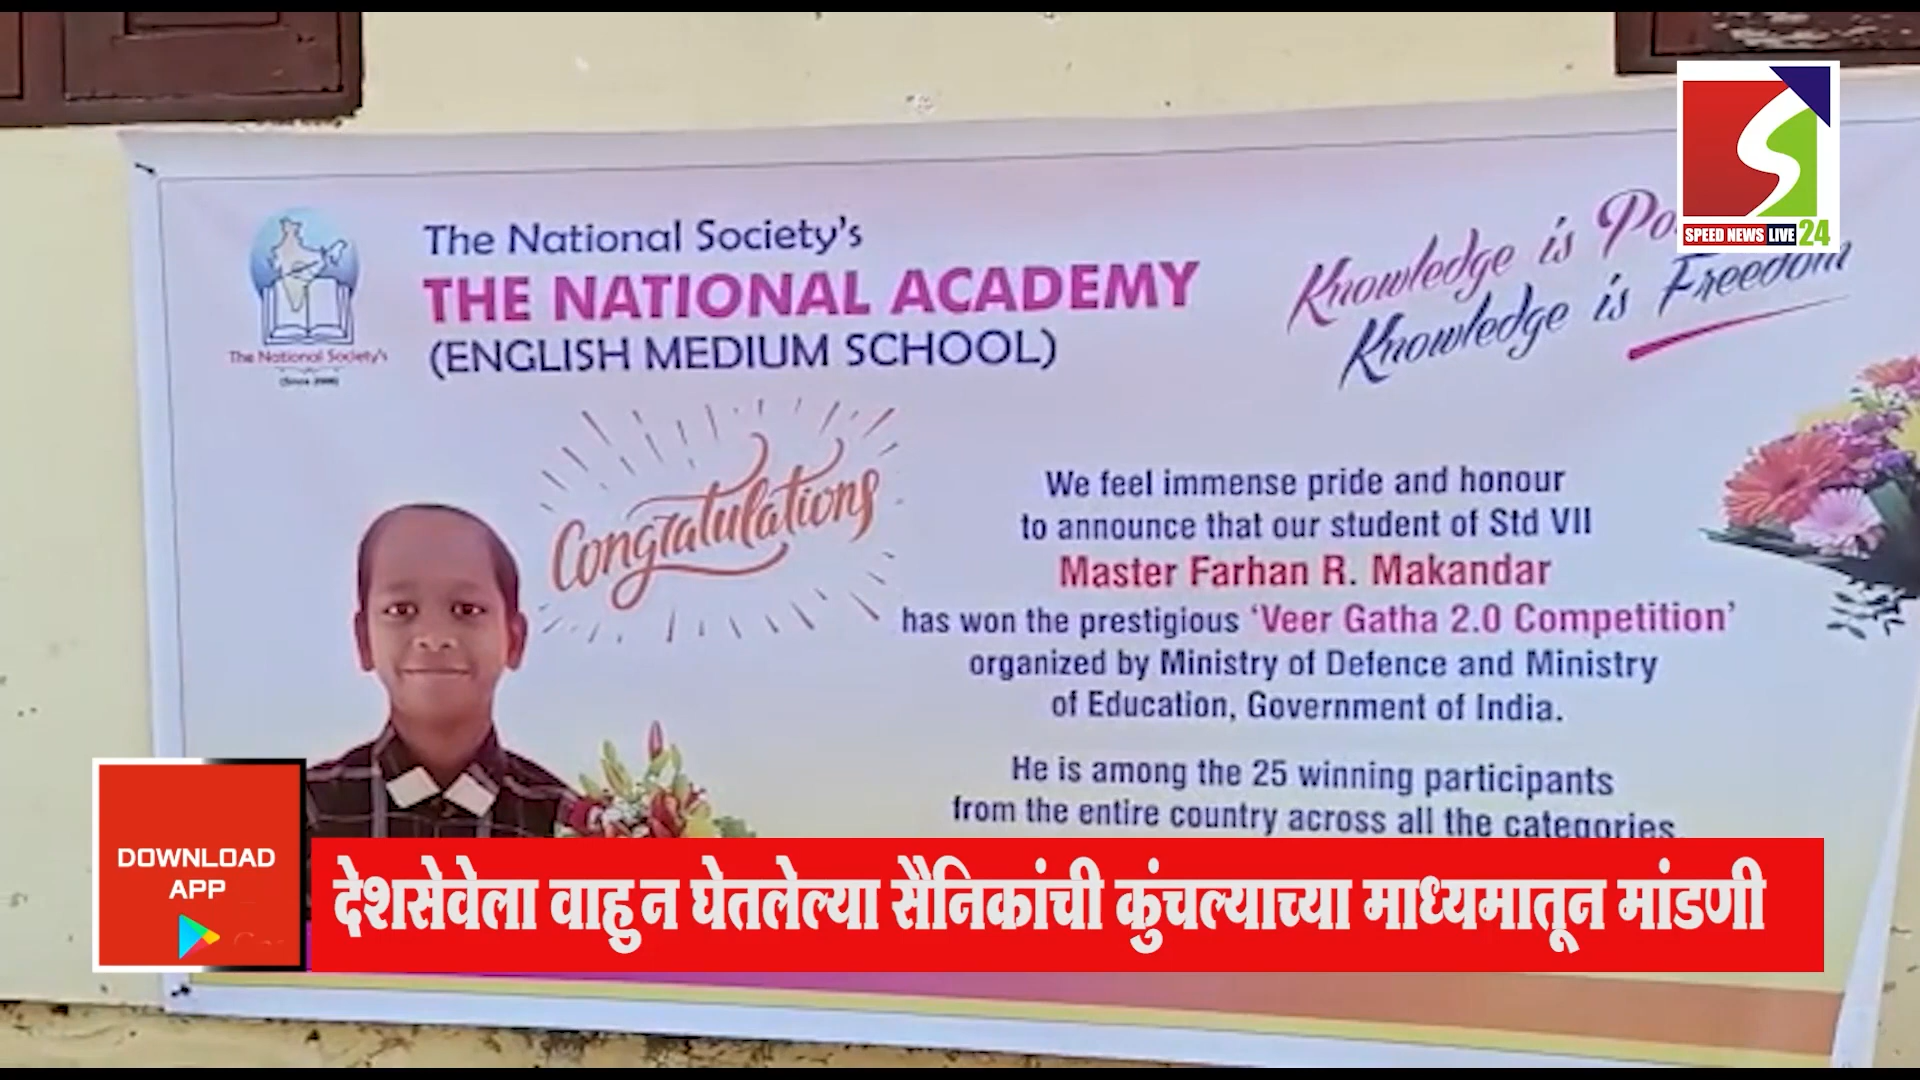 The National Society's
THE NATIONAL ACADEMY
(ENGLISH MEDIUM SCHOOL)
The National Society's
Knowledge is
Knowledge is Freedom
SPEED NEWS LIVE 24
Congratulations
We feel immense pride and honour
to announce that our student of Std VII
Master Farhan R. Makandar
has won the prestigious 'Veer Gatha 2.0 Competition'
organized by Ministry of Defence and Ministry
of Education, Government of India.
He is among the 25 winning participants
from the entire country across all the categories.
DOWNLOAD
APP
देशसेवेला वाहुन घेतलेल्या सैनिकांची कुंचल्याच्या माध्यमातून मांडणी